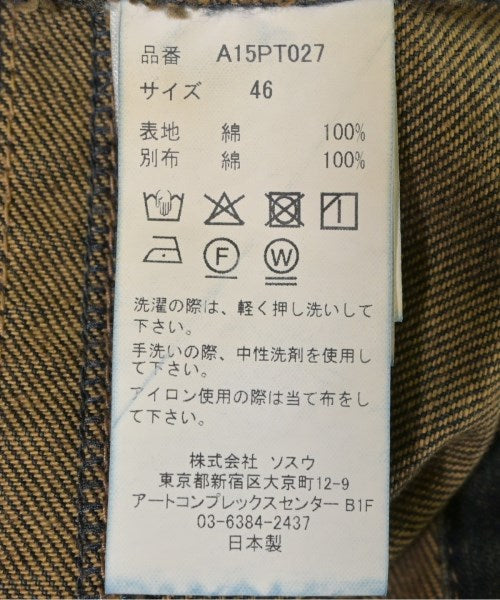 品番 A15PT027
サイズ 46
表地 綿 100%
別布 綿 100%
F W
洗濯の際は、軽く押し洗いして
下さい。
手洗いの際、中性洗剤を使用し
て下さい。
アイロン使用の際は当て布をし
て下さい。
株式会社 ソスウ
東京都新宿区大京町12-9
アートコンプレックスセンター B1F
03-6384-2437
日本製